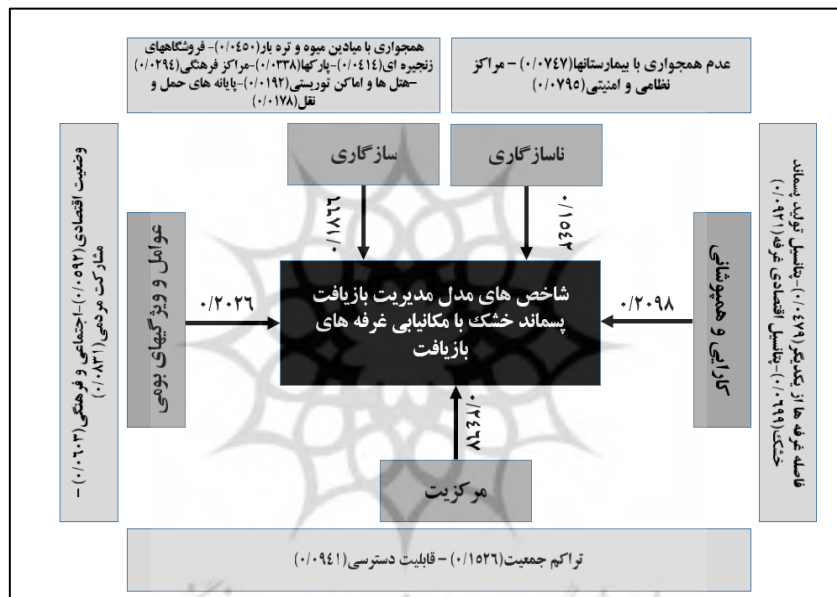 همجواری با میادین میوه و تره بار(۰/۰۴۵۰)- فروشگاههای
زنجیره ای(۰/۰۴۱۴)-پارکها(۰/۰۳۳۸)-مراکز فرهنگی(۰/۰۲۹۴)
-هتل ها و اماکن توریستی(۰/۰۱۹۲)-پایانه های حمل و
نقل(۰/۰۱۷۸)
عدم همجواری با بیمارستانها(۰/۰۷۴۷) - مراکز
نظامی و امنیتی(۰/۰۷۹۵)
سازگاری
ناسازگاری
۰/۱۸۶۶
۰/۱۵۴۲
فاصله غرفه ها از یکدیگر(۰/۰۴۷۹)-پتانسیل تولید پسماند
خشک(۰/۰۶۹۹)-پتانسیل اقتصادی غرفه(۰/۰۹۲۱)
کارایی و همپوشانی
۰/۲۰۹۸
شاخص های مدل مدیریت بازیافت
پسماند خشک با مکانیابی غرفه های
بازیافت
۰/۲۰۲۶
عوامل و ویژگیهای بومی
وضعیت اقتصادی(۰/۰۵۹۲)-اجتماعی و فرهنگی(۰/۰۶۰۳) -
مشارکت مردمی(۰/۰۸۳۱)
۰/۲۴۶۷
مرکزیت
تراکم جمعیت(۰/۱۵۲۶) - قابلیت دسترسی(۰/۰۹۴۱)